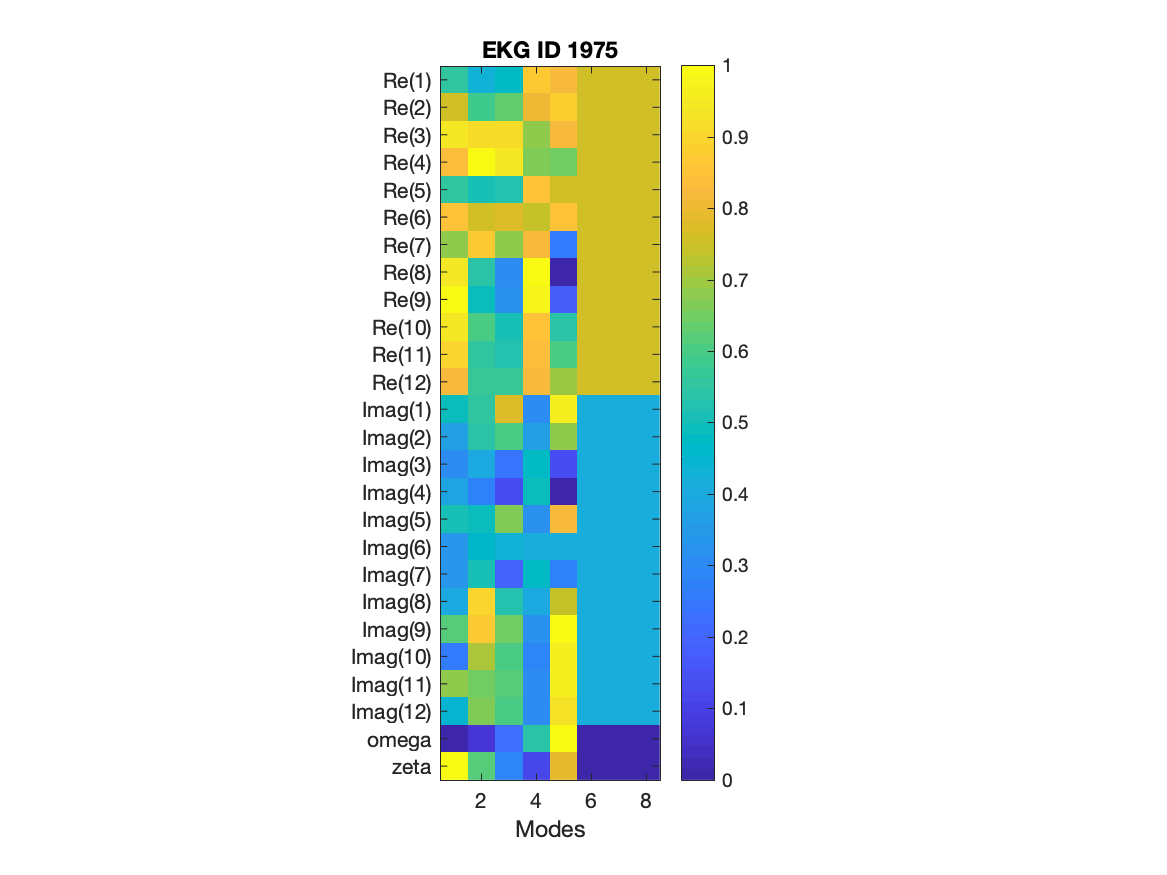 EKG ID 1975
Re(1)
Re(2)
Re(3)
Re(4)
Re(5)
Re(6)
Re(7)
Re(8)
Re(9)
Re(10)
Re(11)
Re(12)
Imag(1)
Imag(2)
Imag(3)
Imag(4)
Imag(5)
Imag(6)
Imag(7)
Imag(8)
Imag(9)
Imag(10)
Imag(11)
Imag(12)
omega
zeta
2 4 6 8
Modes
1
0.9
0.8
0.7
0.6
0.5
0.4
0.3
0.2
0.1
0